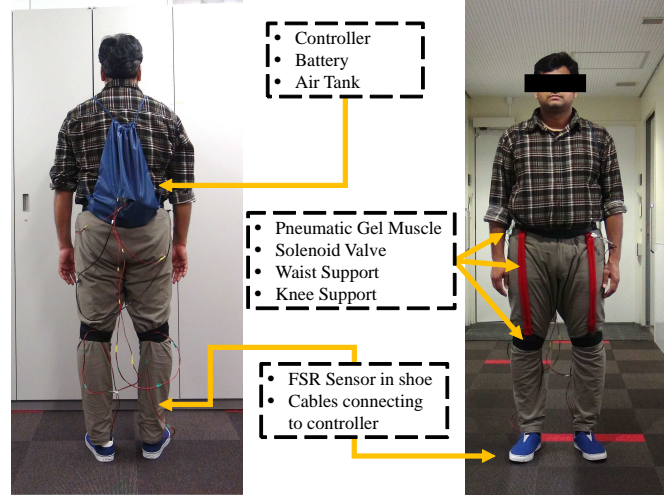 • Controller
• Battery
• Air Tank
• Pneumatic Gel Muscle
• Solenoid Valve
• Waist Support
• Knee Support
• FSR Sensor in shoe
• Cables connecting
to controller